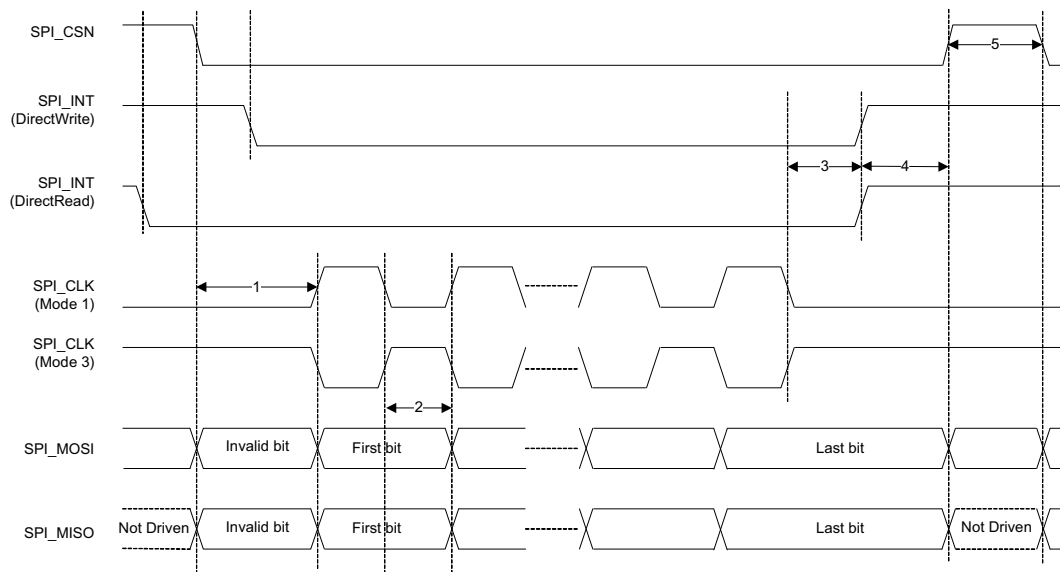 SPI_CSN
5
SPI_INT
(DirectWrite)
3
4
SPI_INT
(DirectRead)
1
SPI_CLK
(Mode 1)
SPI_CLK
(Mode 3)
2
SPI_MOSI
Invalid bit
First bit
Last bit
SPI_MISO
Not Driven
Invalid bit
First bit
Last bit
Not Driven